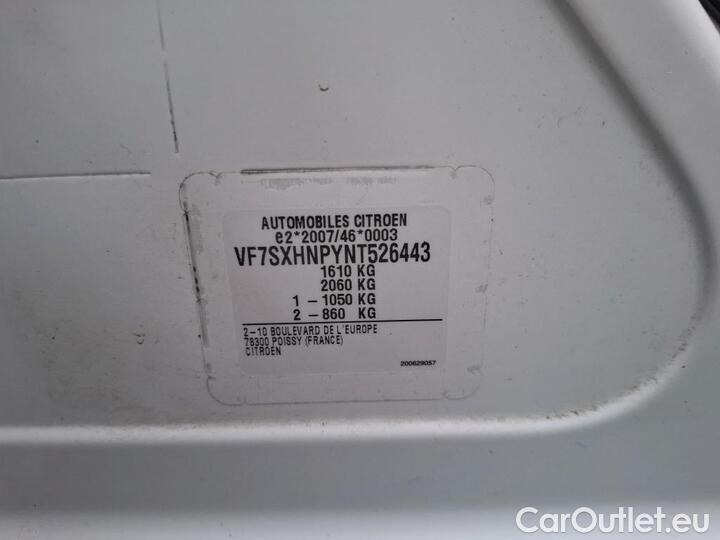 AUTOMOBILES CITROEN
e2*2007/46*0003
VF7SXHNPYNT526443
1610 KG
2060 KG
1 – 1050 KG
2 – 860 KG
2–10 BOULEVARD DE L'EUROPE
78300 POISSY (FRANCE)
CITROEN
200629057
CarOutlet.eu